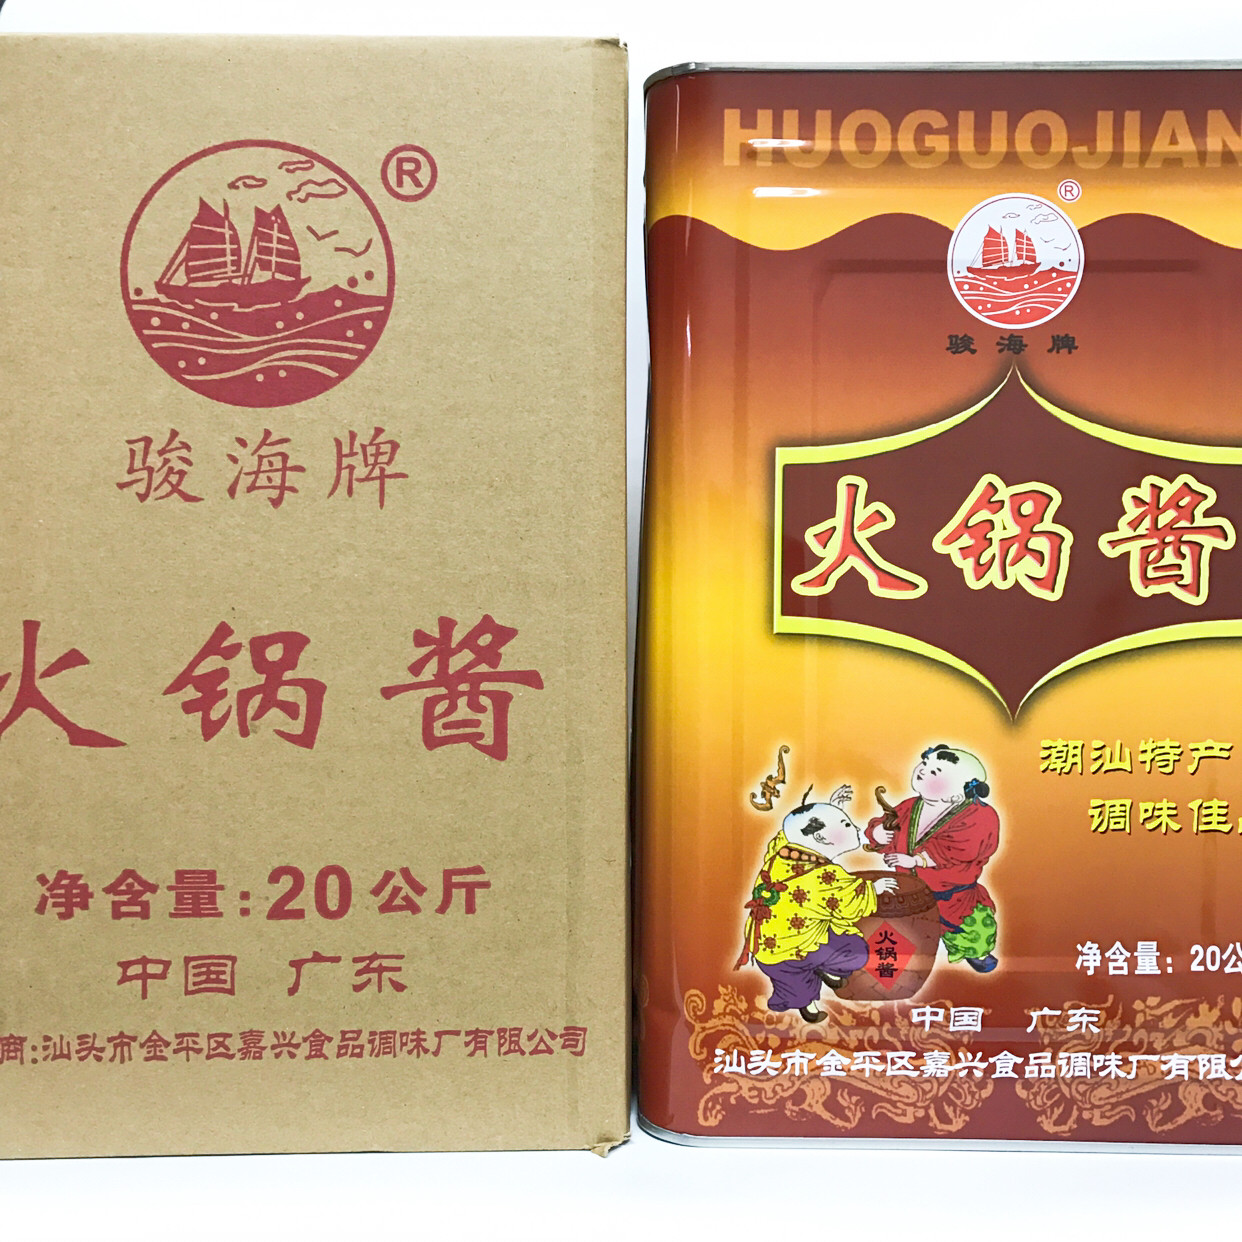 ®
骏海牌
火锅酱
净含量:20公斤
中国 广东
商:汕头市金平区嘉兴食品调味厂有限公司
HUOGUOJIAN
®
骏海牌
火锅酱
潮汕特产
调味佳
火锅酱
净含量:20公
中国 广东
汕头市金平区嘉兴食品调味厂有限公